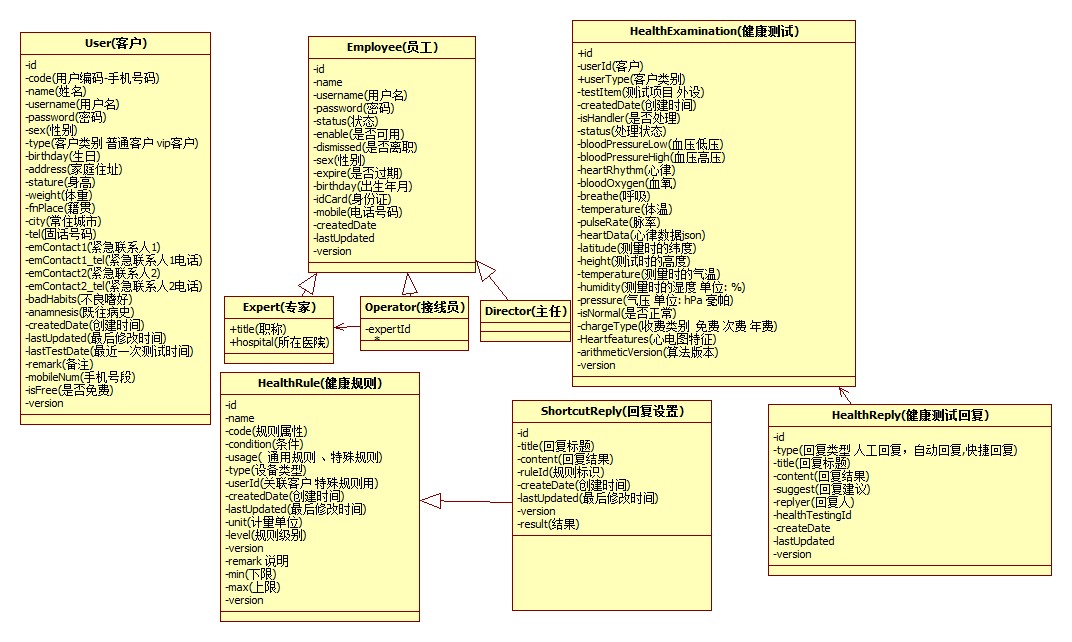 User(客户)
-id
-code(用户编码-手机号码)
-name(姓名)
-username(用户名)
-password(密码)
-sex(性别)
-type(客户类别 普通客户 vip客户)
-birthday(生日)
-address(家庭住址)
-stature(身高)
-weight(体重)
-fnPlace(籍贯)
-city(常住城市)
-tel(固话号码)
-emContact1(紧急联系人1)
-emContact1_tel(紧急联系人1电话)
-emContact2(紧急联系人2)
-emContact2_tel(紧急联系人2电话)
-badHabits(不良嗜好)
-anamnesis(既往病史)
-createdDate(创建时间)
-lastUpdated(最后修改时间)
-lastTestDate(最近一次测试时间)
-remark(备注)
-mobileNum(手机号段)
-isFree(是否免费)
-version
Employee(员工)
-id
-name
-username(用户名)
-password(密码)
-status(状态)
-enable(是否可用)
-dismissed(是否离职)
-sex(性别)
-expire(是否过期)
-birthday(出生年月)
-idCard(身份证)
-mobile(电话号码)
-createdDate
-lastUpdated
-version
HealthExamination(健康测试)
+id
-userId(客户)
+userType(客户类别)
-testItem(测试项目 外设)
-createdDate(创建时间)
-isHandler(是否处理)
-status(处理状态)
-bloodPressureLow(血压低压)
-bloodPressureHigh(血压高压)
-heartRhythm(心律)
-bloodOxygen(血氧)
-breathe(呼吸)
-temperature(体温)
-pulseRate(脉率)
-heartData(心律数据json)
-latitude(测量时的纬度)
-height(测试时的高度)
-temperature(测量时的气温)
-humidity(测量时的湿度 单位: %)
-pressure(气压 单位: hPa 毫帕)
-isNormal(是否正常)
-chargeType(收费类别  免费 次费 年费)
-Heartfeatures(心电图特征)
-arithmeticVersion(算法版本)
-version
Expert(专家)
+title(职称)
+hospital(所在医院)
Operator(接线员)
-expertId
*
Director(主任)
HealthRule(健康规则)
-id
-name
-code(规则属性)
-condition(条件)
-usage(  通用规则 、特殊规则)
-type(设备类型)
-userId(关联客户 特殊规则用)
-createdDate(创建时间)
-lastUpdated(最后修改时间)
-unit(计量单位)
-level(规则级别)
-version
-remark 说明
-min(下限)
-max(上限)
-version
ShortcutReply(回复设置)
-id
-title(回复标题)
-content(回复结果)
-ruleId(规则标识)
-createDate(创建时间)
-lastUpdated(最后修改时间)
-version
-result(结果)
HealthReply(健康测试回复)
-id
-type(回复类型 人工回复，自动回复,快捷回复)
-title(回复标题)
-content(回复结果)
-suggest(回复建议)
-replyer(回复人)
-healthTestingId
-createDate
-lastUpdated
-version